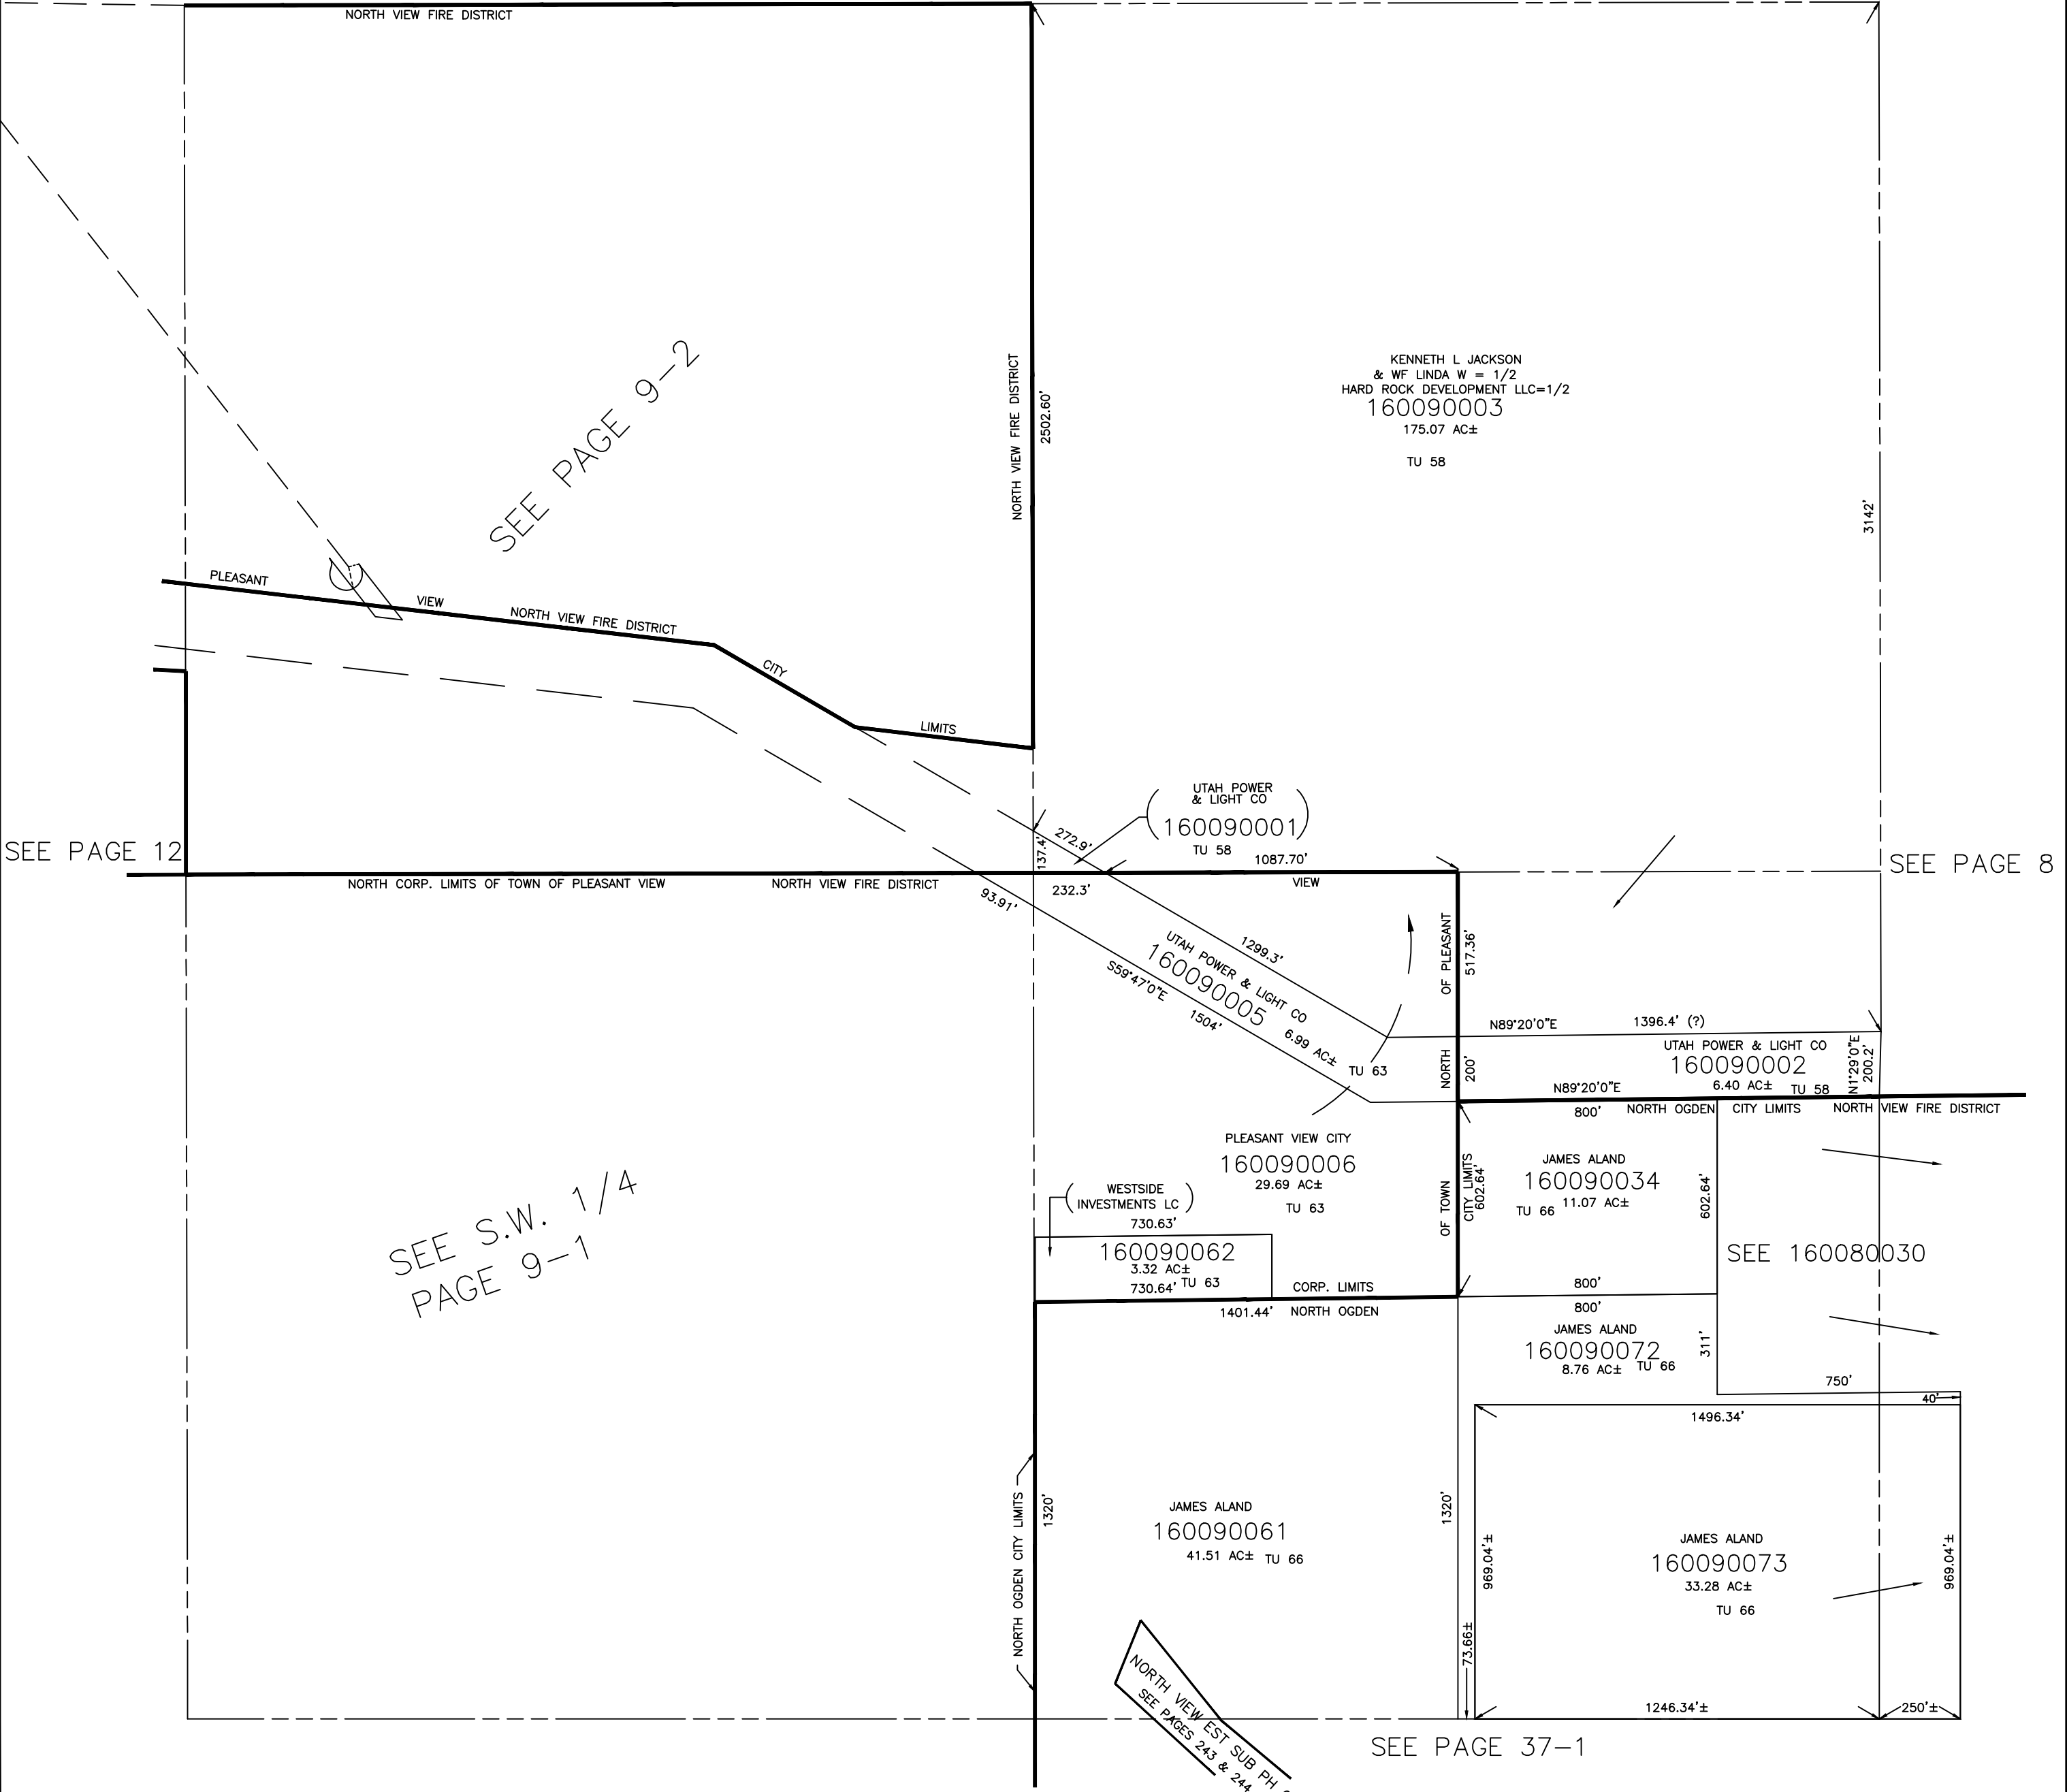 NORTH VIEW FIRE DISTRICT
SEE PAGE 9-2
NORTH VIEW FIRE DISTRICT
2502.60'
KENNETH L JACKSON
& WF LINDA W = 1/2
HARD ROCK DEVELOPMENT LLC=1/2
160090003
175.07 AC±
TU 58
3142'
PLEASANT
VIEW
NORTH VIEW FIRE DISTRICT
CITY
LIMITS
UTAH POWER
& LIGHT CO
160090001
TU 58
272.9'
137.4'
1087.70'
SEE PAGE 12
SEE PAGE 8
NORTH CORP. LIMITS OF TOWN OF PLEASANT VIEW
NORTH VIEW FIRE DISTRICT
232.3'
VIEW
93.91'
OF PLEASANT
517.36'
1299.3'
UTAH POWER & LIGHT CO
160090005
6.99 AC±
TU 63
S59°47'0"E
1504'
N89°20'0"E
1396.4' (?)
UTAH POWER & LIGHT CO
160090002
6.40 AC±
TU 58
N1°29'0"E
200.2'
NORTH
200'
N89°20'0"E
800'
NORTH OGDEN
CITY LIMITS
NORTH VIEW FIRE DISTRICT
PLEASANT VIEW CITY
160090006
29.69 AC±
TU 63
OF TOWN
CITY LIMITS
602.64'
JAMES ALAND
160090034
TU 66
11.07 AC±
602.64'
SEE 160080030
WESTSIDE
INVESTMENTS LC
730.63'
160090062
3.32 AC±
TU 63
730.64'
CORP. LIMITS
1401.44'
NORTH OGDEN
800'
800'
JAMES ALAND
160090072
8.76 AC±
TU 66
311'
750'
40'
SEE S.W. 1/4
PAGE 9-1
1496.34'
NORTH OGDEN CITY LIMITS
1320'
JAMES ALAND
160090061
41.51 AC±
TU 66
1320'
969.04'±
JAMES ALAND
160090073
33.28 AC±
TU 66
969.04'±
73.66±
1246.34'±
250'±
NORTH VIEW EST SUB PH
SEE PAGES 243 & 244
SEE PAGE 37-1